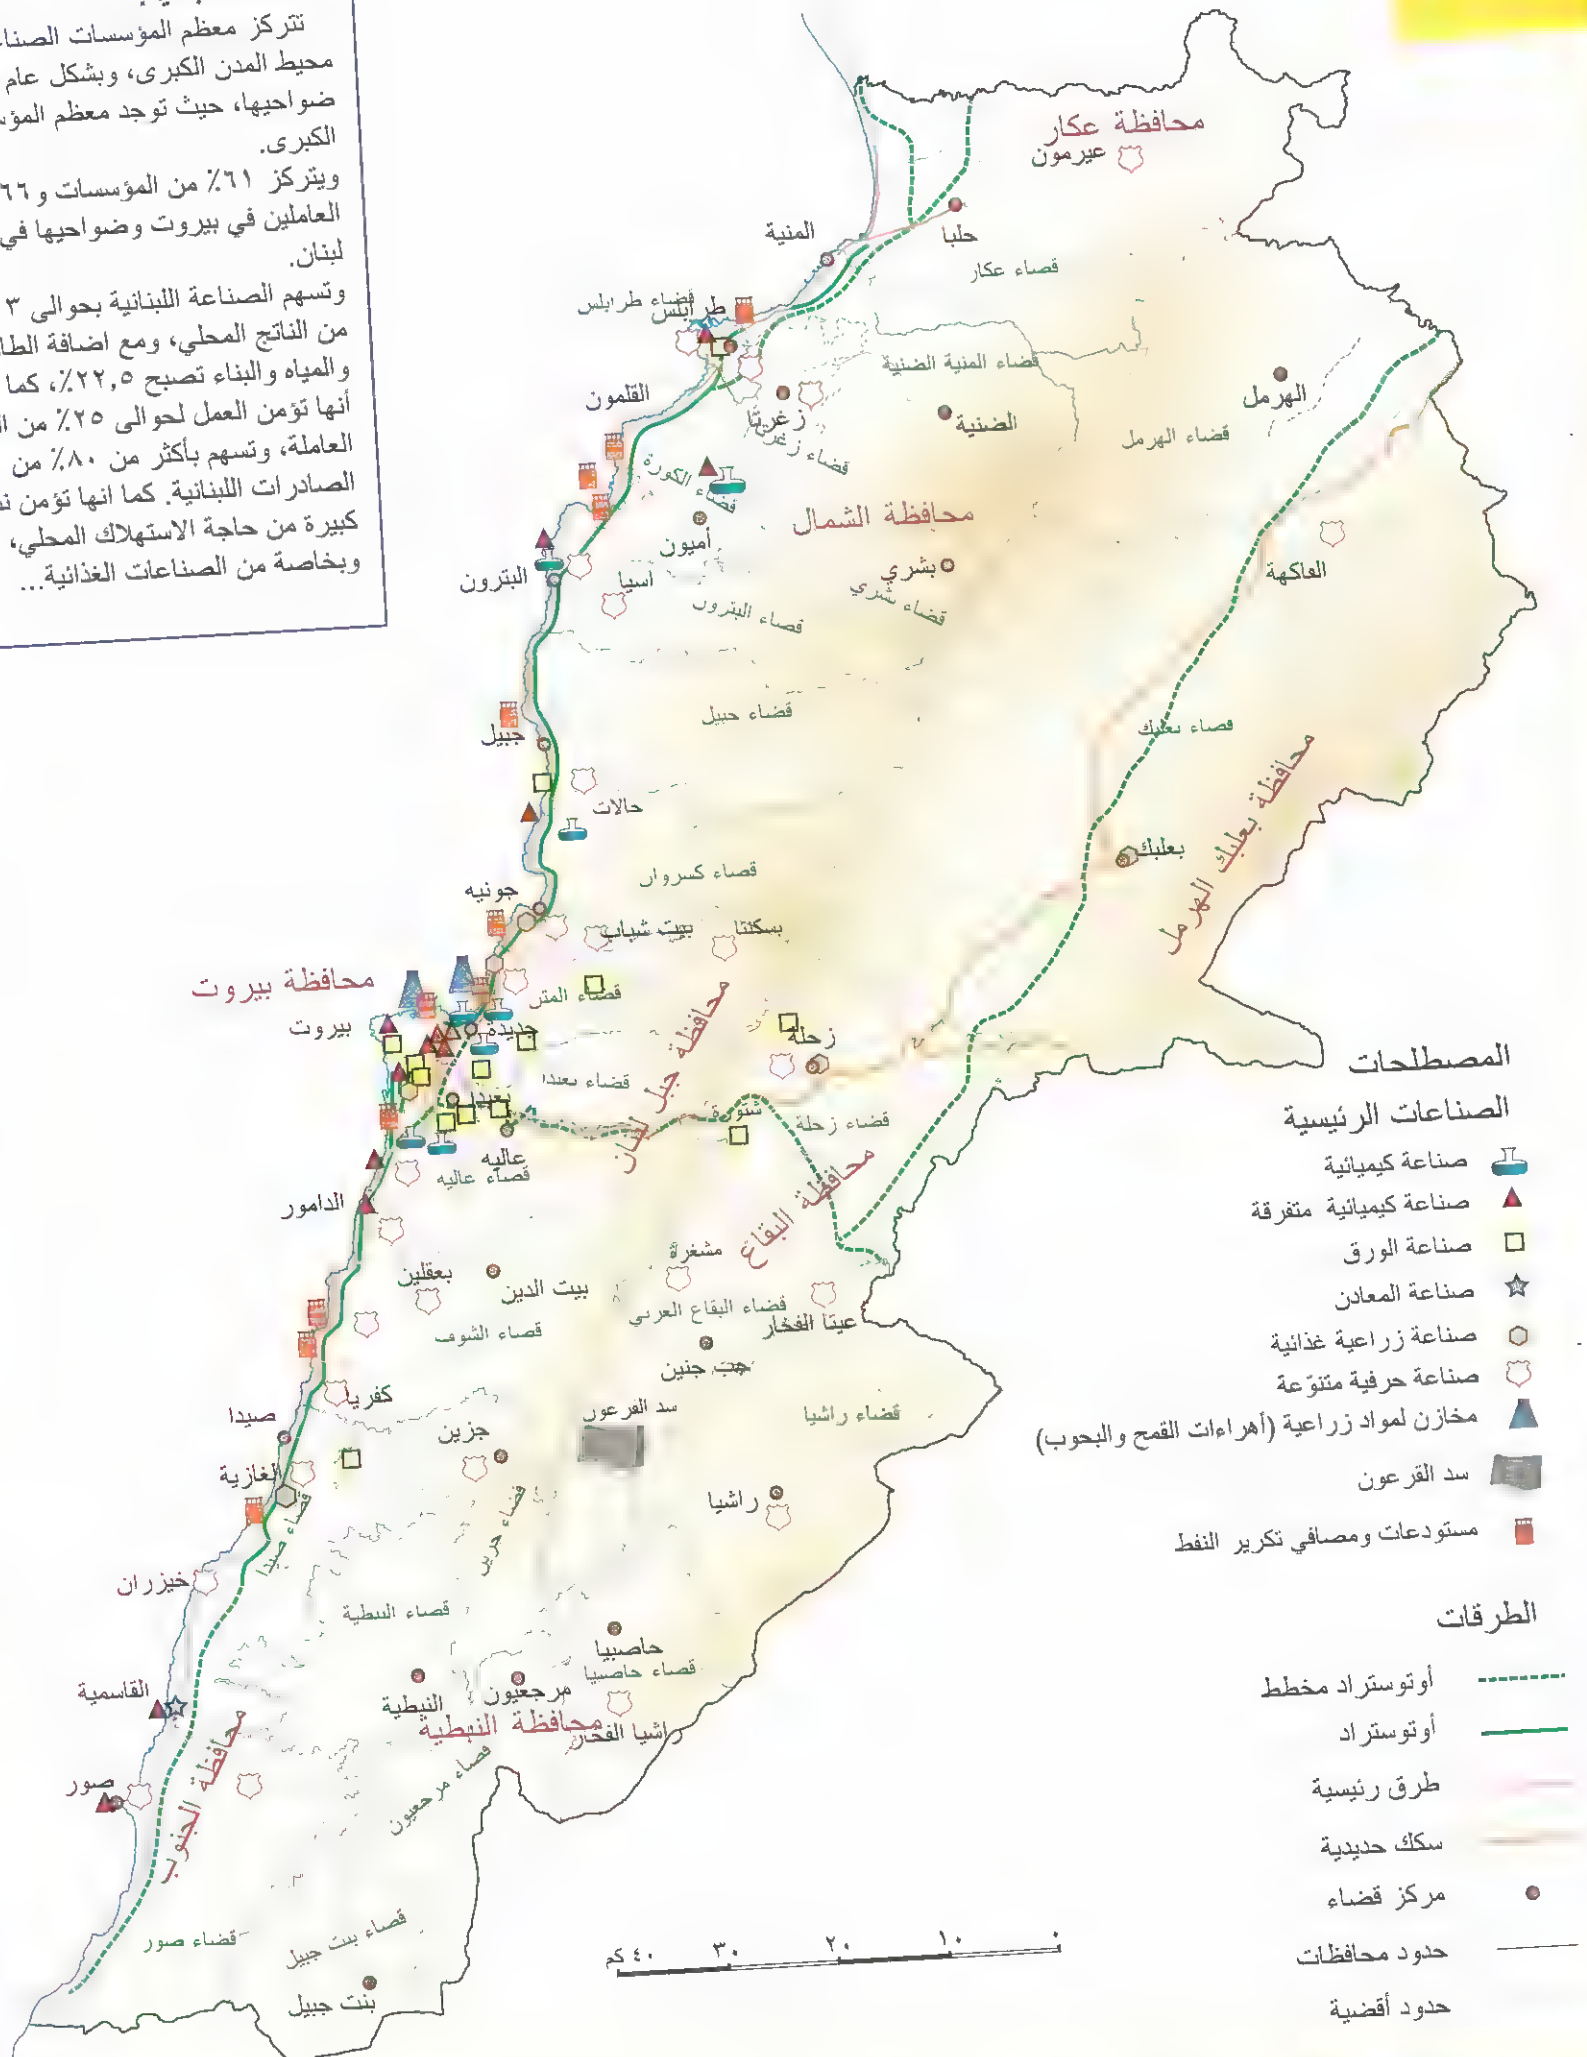 تتركز معظم المؤسسات
محيط المدن الكبرى، وبشكل عام
ضواحيها، حيث توجد معظم
الكبرى.
ويتركز ٦١٪ من المؤسسات و ٦٦
العاملين في بيروت وضواحيها في
لبنان.
وتسهم الصناعة اللبنانية بحوالى ٣
من الناتج المحلي، ومع اضافة
والمياه والبناء تصبح ٢٢,٥٪، كما
أنها تؤمن العمل لحوالى ٢٥٪ من
العاملة، وتسهم بأكثر من ٨٠٪ من
الصادرات اللبنانية. كما انها تؤمن
كبيرة من حاجة الاستهلاك المحلي،
وبخاصة من الصناعات الغذائية...
محافظة عكار
عيرمون
حلبا
المنية
قضاء عكار
قضاء طرابلس
طرابلس
قضاء المنية الضنية
القلمون
زغرتا
الضنية
الهرمل
قضاء الهرمل
قضاء الكورة
محافظة الشمال
أميون
بشري
قضاء بشري
الفاكهة
البترون
اسيا
قضاء البترون
قضاء جبيل
جبيل
قضاء بعلبك
محافظة بعلبك الهرمل
حالات
بعلبك
قضاء كسروان
جونيه
بيت شباب
بسكنتا
محافظة بيروت
قضاء المتن
بيروت
جديدة
محافظة جبل لبنان
زحلة
قضاء بعبدا
بعبدا
شتورة
قضاء زحلة
عاليه
قضاء عاليه
محافظة البقاع
الدامور
مشغرة
بعقلين
بيت الدين
قضاء البقاع الغربي
عيتا الفخار
قضاء الشوف
جب جنين
كفريا
صيدا
سد القرعون
قضاء راشيا
جزين
الغازية
راشيا
قضاء صيدا
قضاء جزين
خيزران
قضاء النبطية
حاصبيا
قضاء حاصبيا
القاسمية
النبطية
مرجعيون
محافظة النبطية
راشيا الفخار
قضاء مرجعيون
صور
محافظة الجنوب
قضاء صور
قضاء بنت جبيل
بنت جبيل
المصطلحات
الصناعات الرئيسية
صناعة كيميائية
صناعة كيميائية متفرقة
صناعة الورق
صناعة المعادن
صناعة زراعية غذائية
صناعة حرفية متنوّعة
مخازن لمواد زراعية (أهراءات القمح والبحوب)
سد القرعون
مستودعات ومصافي تكرير النفط
الطرقات
أوتوستراد مخطط
أوتوستراد
طرق رئيسية
سكك حديدية
مركز قضاء
حدود محافظات
حدود أقضية
٠ ١٠ ٢٠ ٣٠ ٤٠ كم